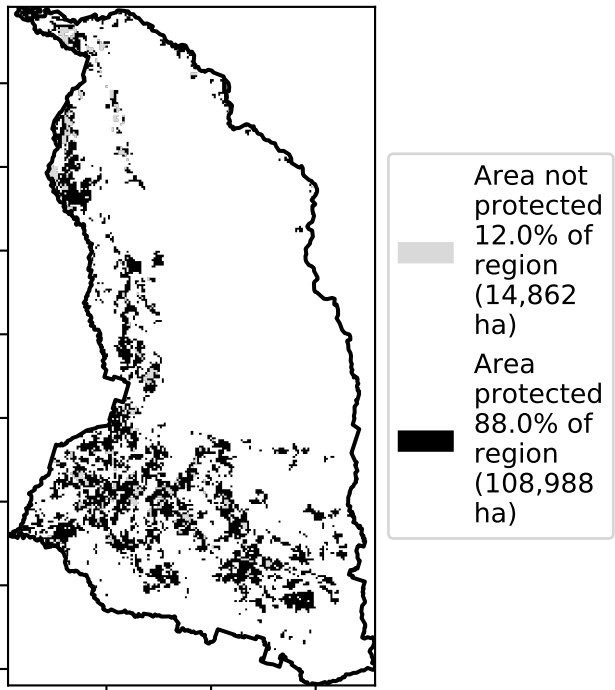 Area not
protected
12.0% of
region
(14,862
ha)
Area
protected
88.0% of
region
(108,988
ha)